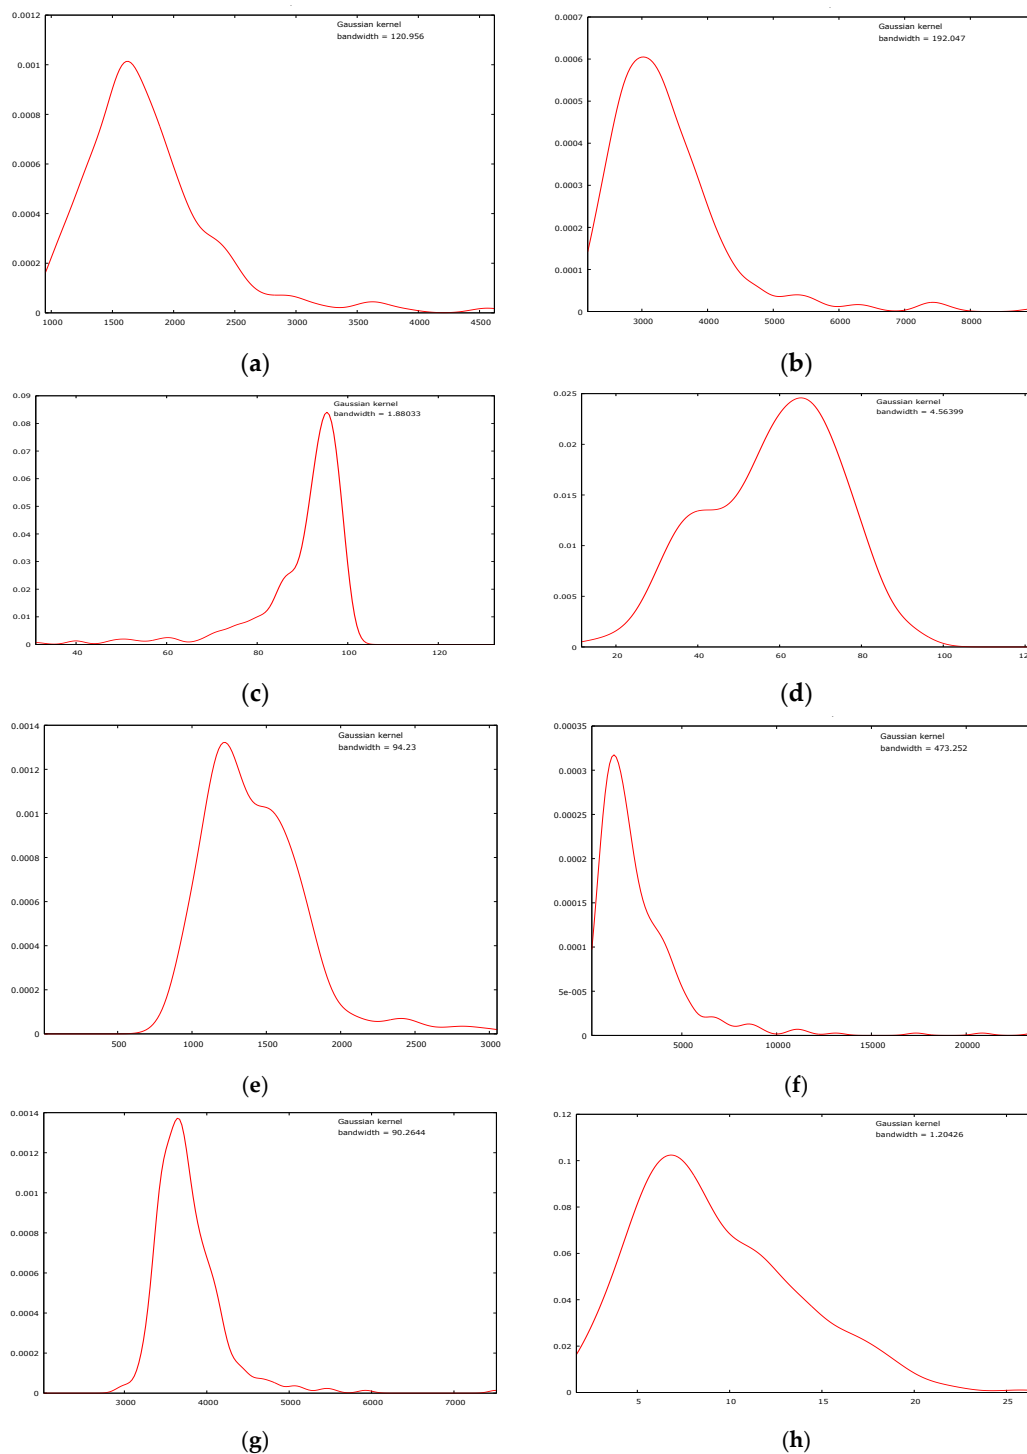 0.0012
0.001
0.0008
0.0006
0.0004
0.0002
0
1000 1500 2000 2500 3000 3500 4000 4500
Gaussian kernel
bandwidth = 120.956
(a)
0.0007
0.0006
0.0005
0.0004
0.0003
0.0002
0.0001
0
3000 4000 5000 6000 7000 8000
Gaussian kernel
bandwidth = 192.047
(b)
0.09
0.08
0.07
0.06
0.05
0.04
0.03
0.02
0.01
0
40 60 80 100 120
Gaussian kernel
bandwidth = 1.88033
(c)
0.025
0.02
0.015
0.01
0.005
0
20 40 60 80 100 12
Gaussian kernel
bandwidth = 4.56399
(d)
0.0014
0.0012
0.001
0.0008
0.0006
0.0004
0.0002
0
500 1000 1500 2000 2500 3000
Gaussian kernel
bandwidth = 94.23
(e)
0.00035
0.0003
0.00025
0.0002
0.00015
0.0001
5e-005
0
5000 10000 15000 20000
Gaussian kernel
bandwidth = 473.252
(f)
0.0014
0.0012
0.001
0.0008
0.0006
0.0004
0.0002
0
3000 4000 5000 6000 7000
Gaussian kernel
bandwidth = 90.2644
(g)
0.12
0.1
0.08
0.06
0.04
0.02
0
5 10 15 20 25
Gaussian kernel
bandwidth = 1.20426
(h)